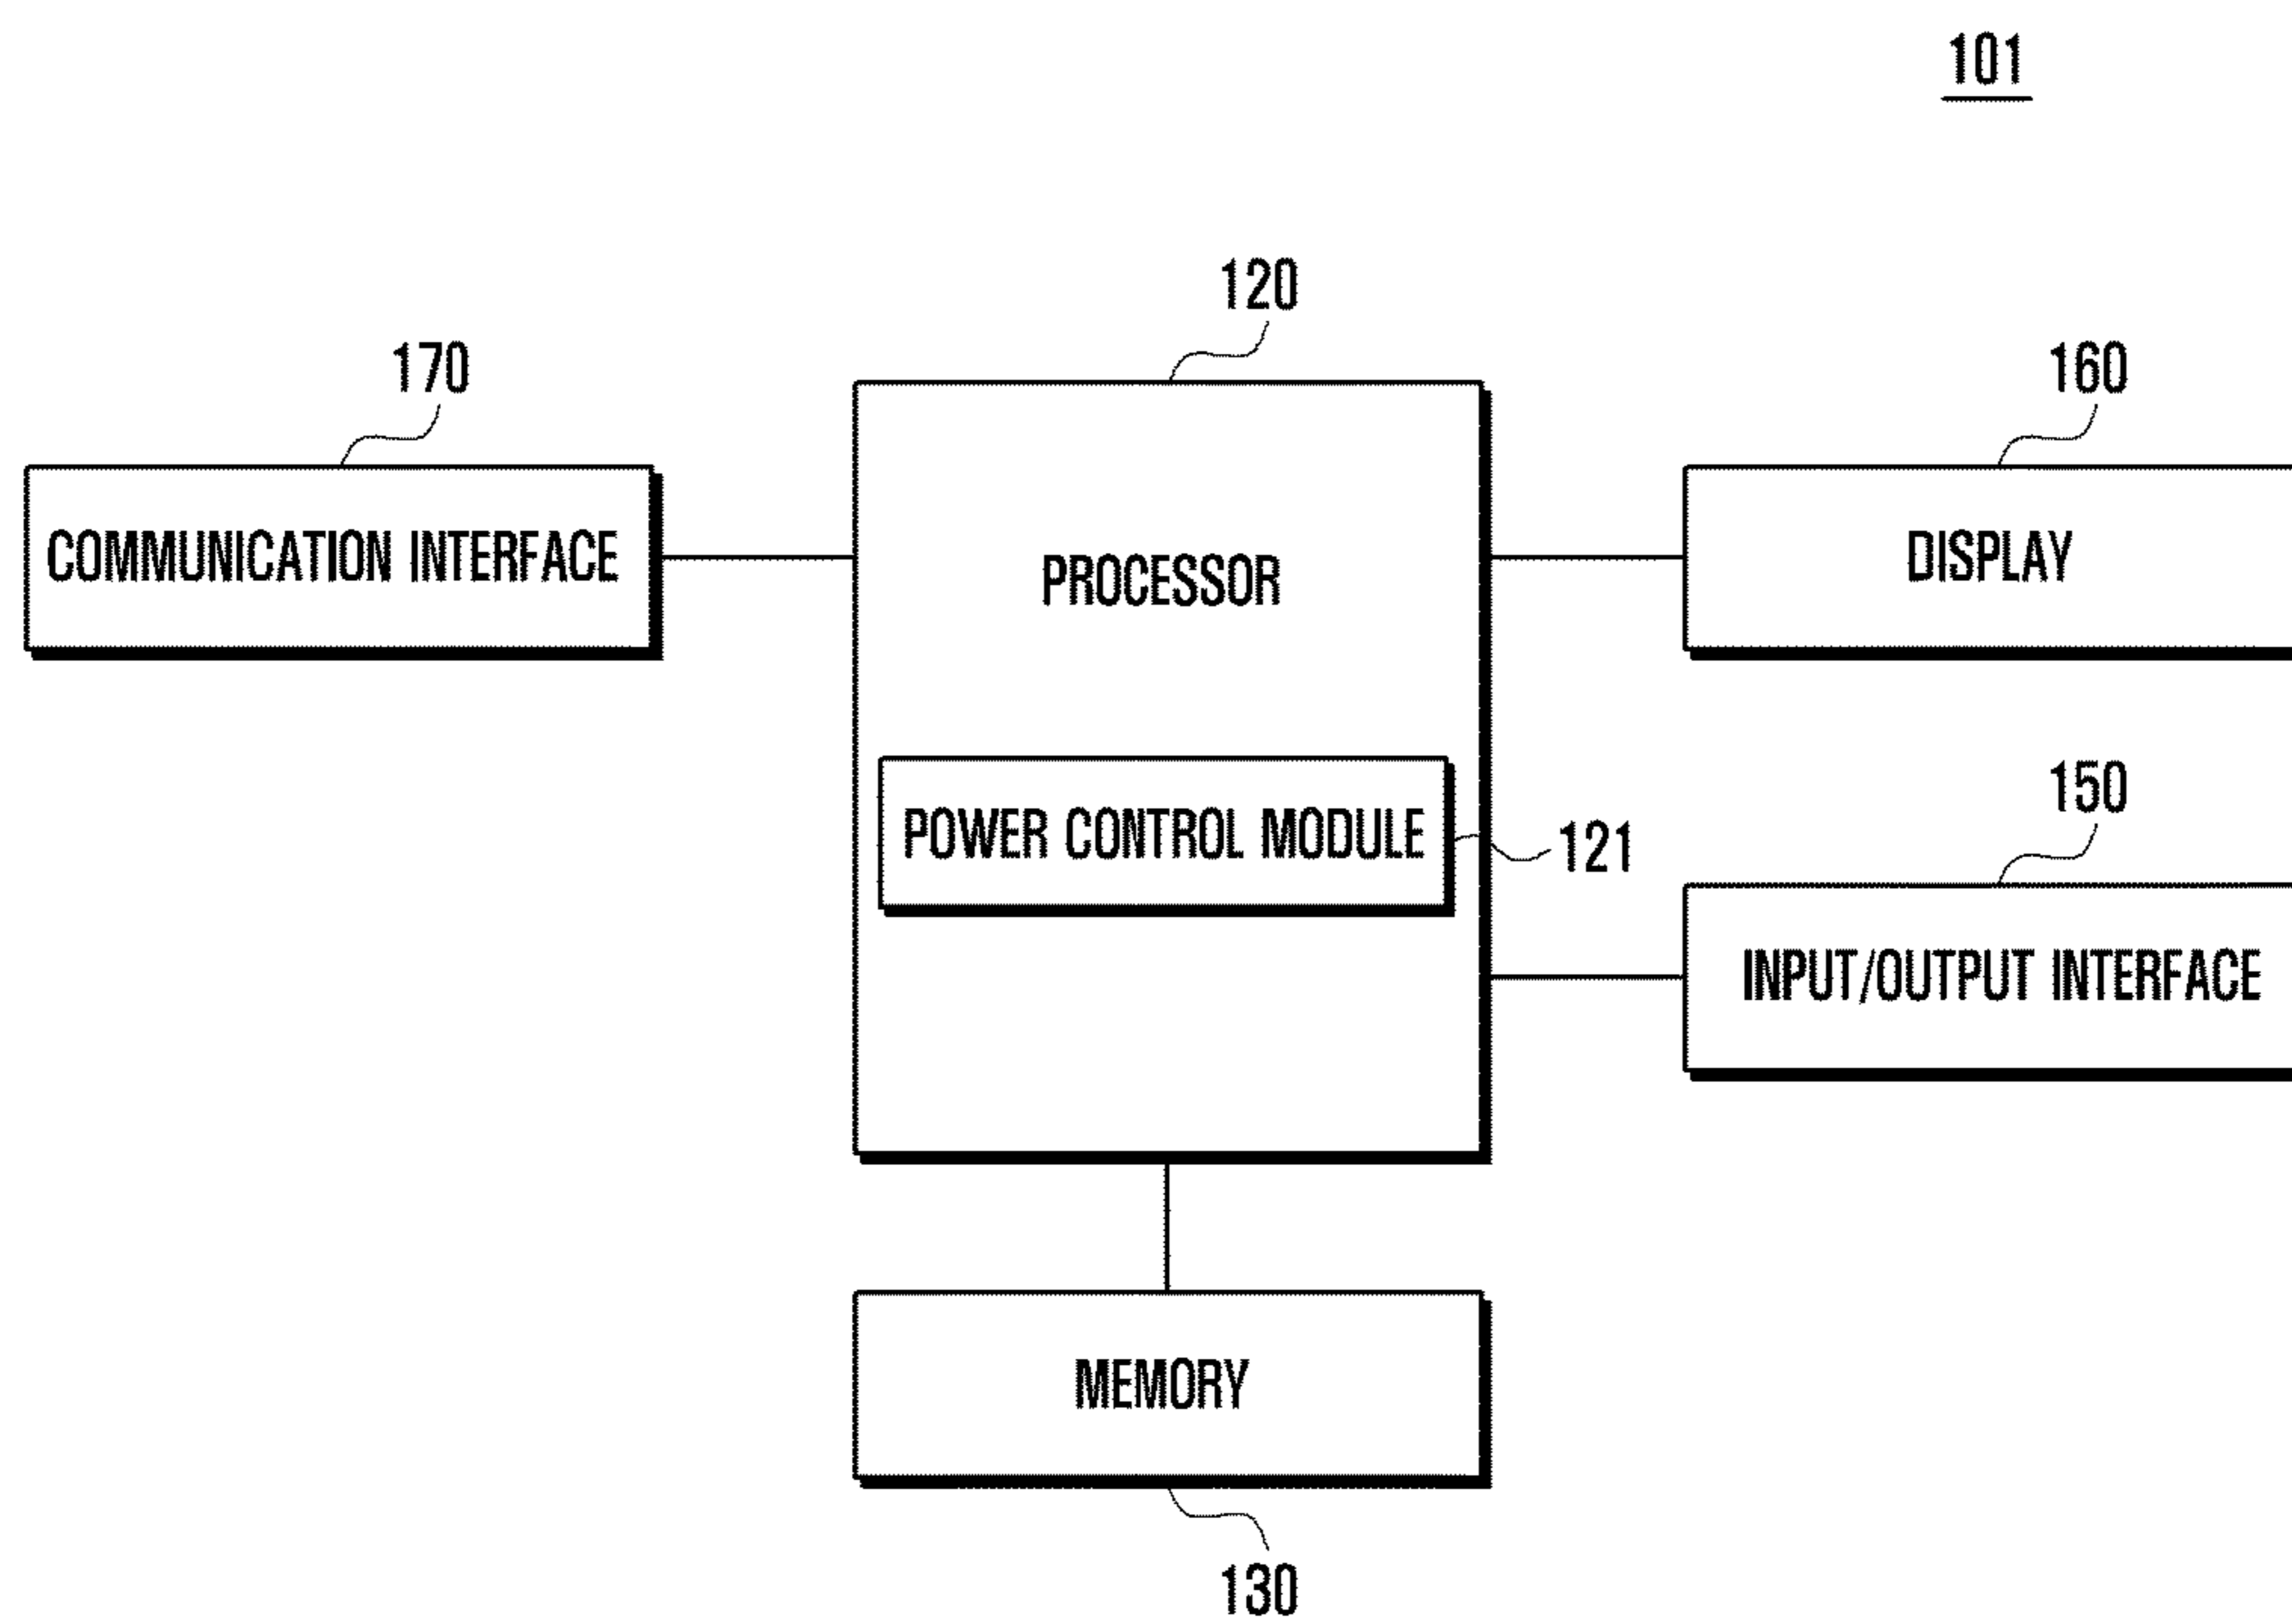 101
120
170
160
COMMUNICATION INTERFACE
PROCESSOR
DISPLAY
150
POWER CONTROL MODULE
121
INPUT/OUTPUT INTERFACE
MEMORY
130